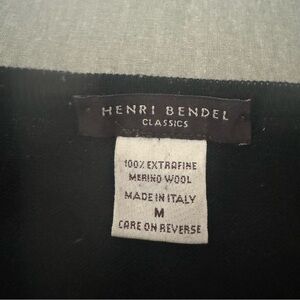 HENRI BENDEL
CLASSICS
100% EXTRAFINE
MERINO WOOL
MADE IN ITALY
M
CARE ON REVERSE